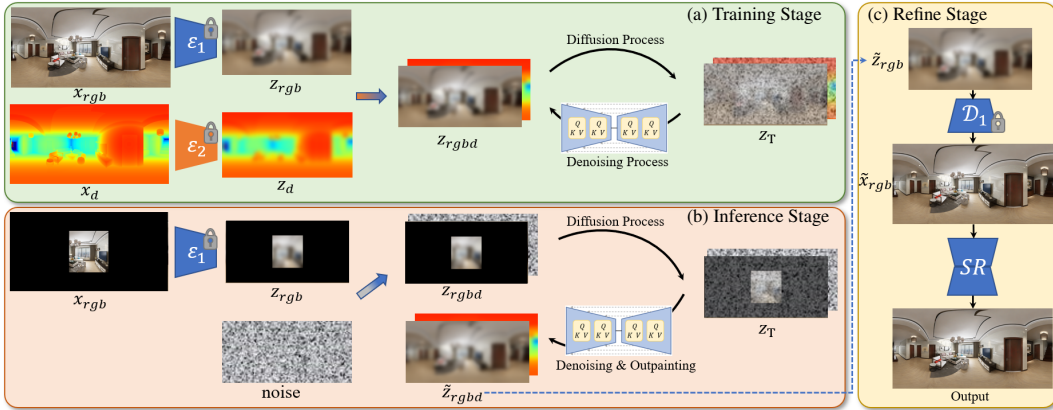 (a) Training Stage
x_rgb
ε_1
z_rgb
x_d
ε_2
z_d
z_rgbd
Diffusion Process
Q
K V
Q
K V
Q
K V
Q
K V
Denoising Process
z_T
(b) Inference Stage
x_rgb
ε_1
z_rgb
noise
z_rgbd
z̃_rgbd
Diffusion Process
Q
K V
Q
K V
Q
K V
Q
K V
Denoising & Outpainting
z_T
(c) Refine Stage
z̃_rgb
𝒟_1
x̃_rgb
SR
Output